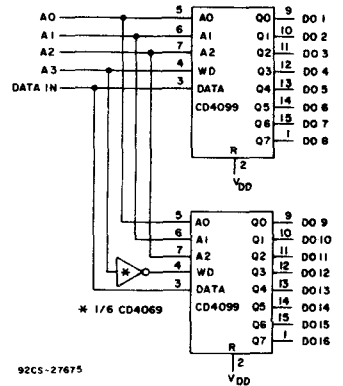 A0 5 A0 Q0 9 DO 1
A1 6 A1 Q1 10 DO 2
A2 7 A2 Q2 11 DO 3
A3 4 WD Q3 12 DO 4
DATA IN 3 DATA Q4 13 DO 5
CD4099 Q5 14 DO 6
Q6 15 DO 7
Q7 1 DO 8
R
2
VDD
5 A0 Q0 9 DO 9
6 A1 Q1 10 DO 10
7 A2 Q2 11 DO 11
* 4 WD Q3 12 DO 12
3 DATA Q4 13 DO 13
* 1/6 CD4069 CD4099 Q5 14 DO 14
Q6 15 DO 15
Q7 1 DO 16
R
2
VDD
92CS-27675